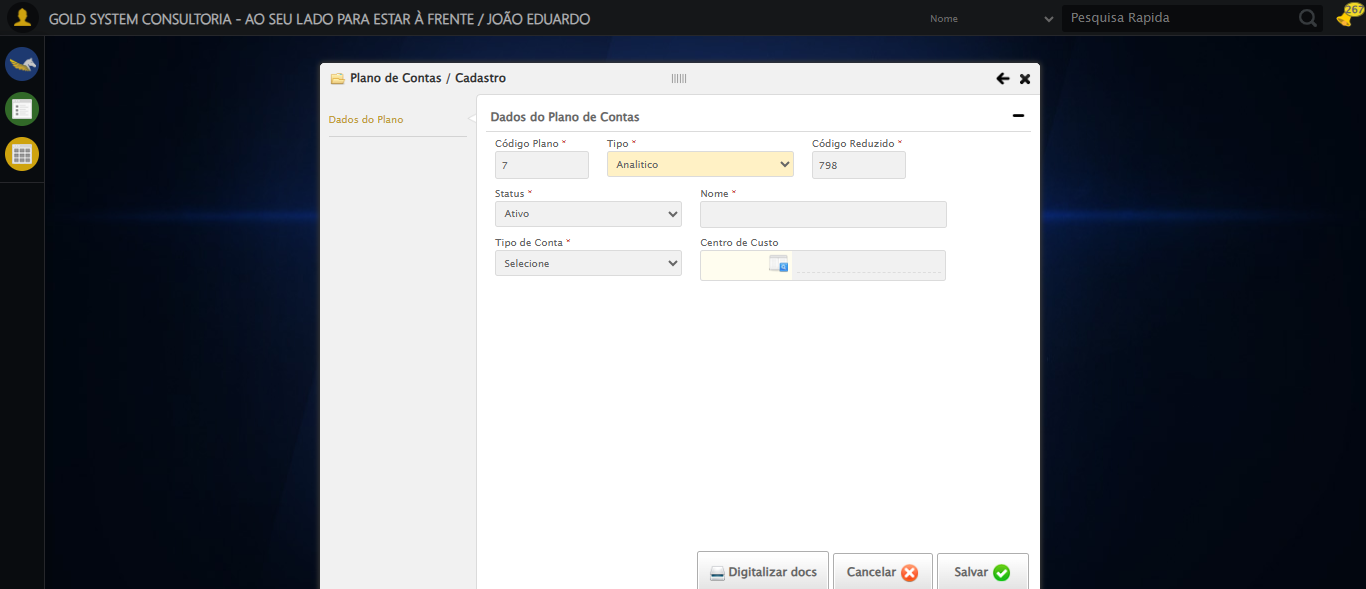 GOLD SYSTEM CONSULTORIA - AO SEU LADO PARA ESTAR À FRENTE / JOÃO EDUARDO
Nome
Pesquisa Rapida
267
Plano de Contas / Cadastro
Dados do Plano
Dados do Plano de Contas
Código Plano * Tipo * Código Reduzido *
7 Analitico 798
Status * Nome *
Ativo
Tipo de Conta * Centro de Custo
Selecione
Digitalizar docs Cancelar Salvar